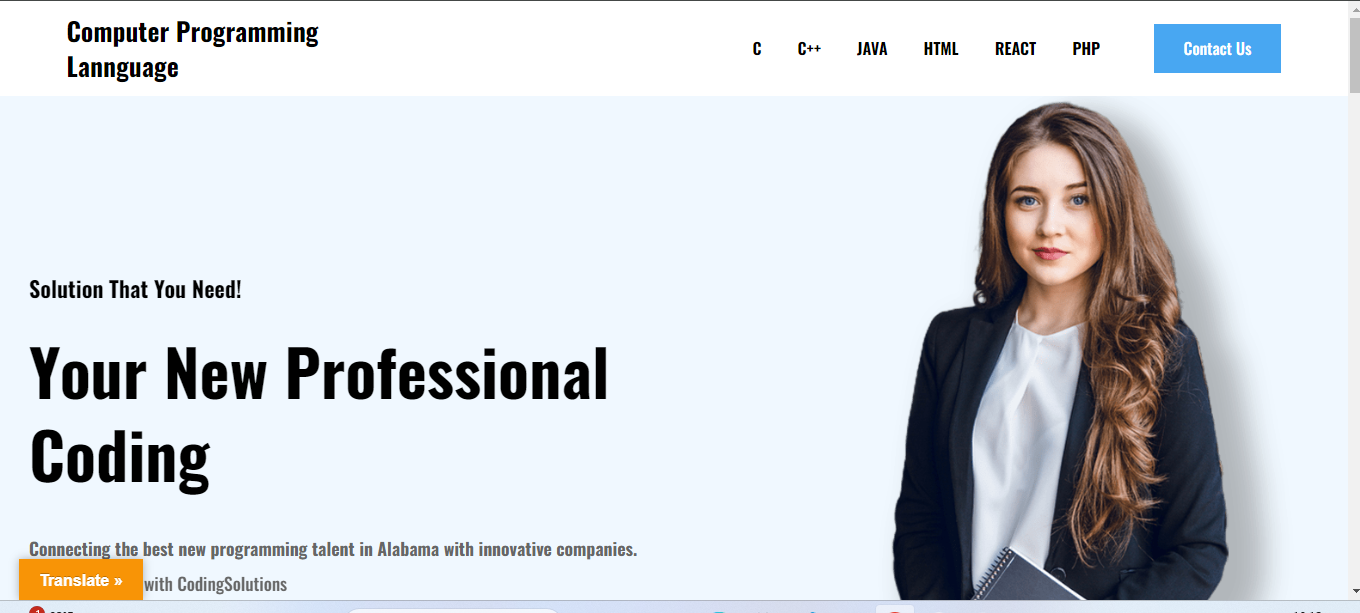 Computer Programming
Lannguage
C C++ JAVA HTML REACT PHP Contact Us
Solution That You Need!
Your New Professional
Coding
Connecting the best new programming talent in Alabama with innovative companies.
with CodingSolutions
Translate »